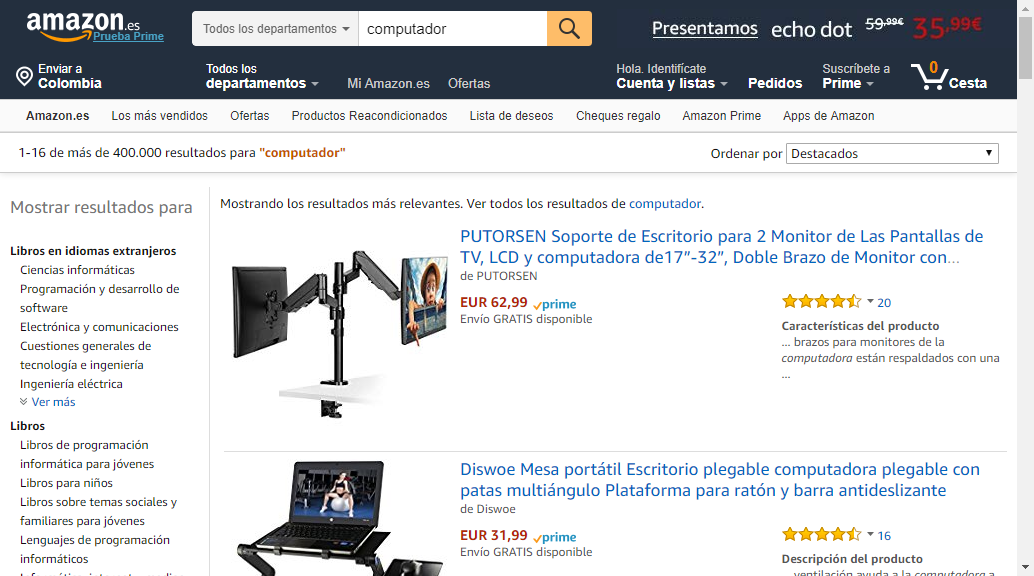 amazon.es
Prueba Prime
Todos los departamentos
computador
Presentamos echo dot 59,99€ 35,99€
Enviar a
Colombia
Todos los
departamentos
Mi Amazon.es
Ofertas
Hola. Identifícate
Cuenta y listas
Pedidos
Suscríbete a
Prime
0
Cesta
Amazon.es Los más vendidos Ofertas Productos Reacondicionados Lista de deseos Cheques regalo Amazon Prime Apps de Amazon
1-16 de más de 400.000 resultados para "computador"
Ordenar por Destacados
Mostrar resultados para
Libros en idiomas extranjeros
Ciencias informáticas
Programación y desarrollo de
software
Electrónica y comunicaciones
Cuestiones generales de
tecnología e ingeniería
Ingeniería eléctrica
Ver más
Libros
Libros de programación
informática para jóvenes
Libros para niños
Libros sobre temas sociales y
familiares para jóvenes
Lenguajes de programación
informáticos
Mostrando los resultados más relevantes. Ver todos los resultados de computador.
PUTORSEN Soporte de Escritorio para 2 Monitor de Las Pantallas de
TV, LCD y computadora de17”-32”, Doble Brazo de Monitor con...
de PUTORSEN
EUR 62,99 prime
Envío GRATIS disponible
20
Características del producto
... brazos para monitores de la
computadora están respaldados con una
...
Diswoe Mesa portátil Escritorio plegable computadora plegable con
patas multiángulo Plataforma para ratón y barra antideslizante
de Diswoe
EUR 31,99 prime
Envío GRATIS disponible
16
Descripción del producto
... ventilación ayuda a la computadora a